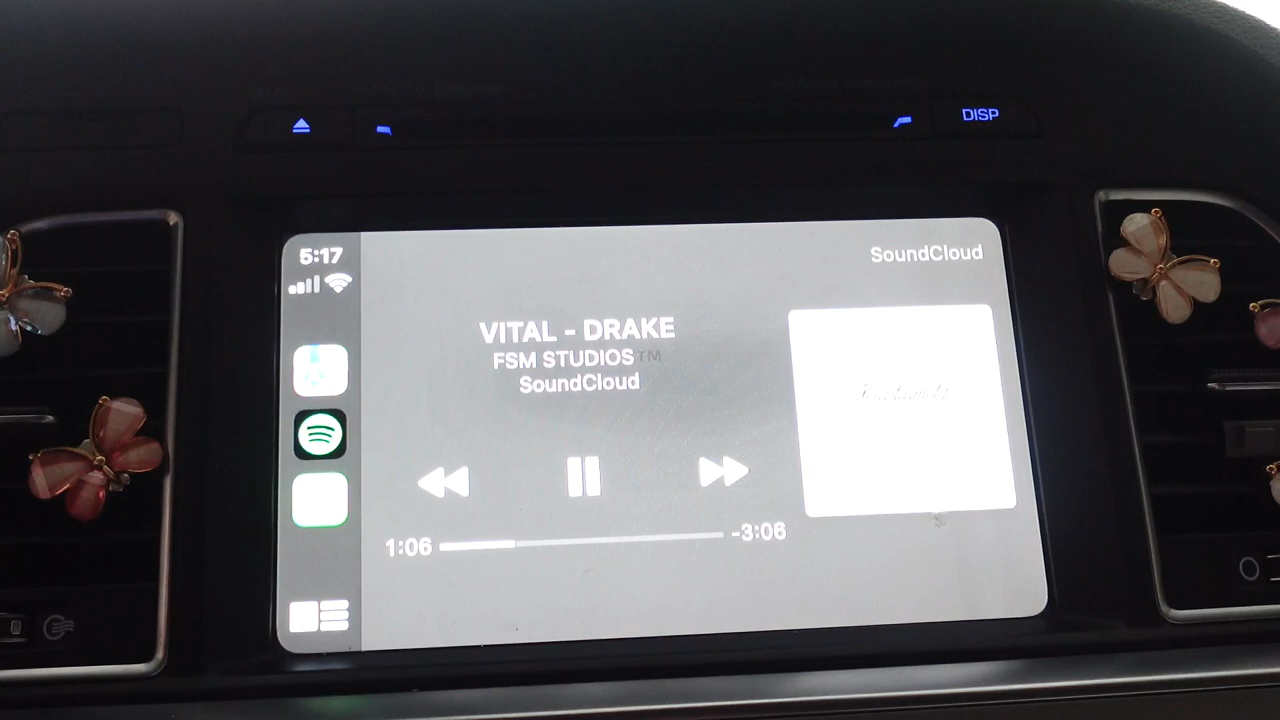 DISP
5:17
SoundCloud
VITAL - DRAKE
FSM STUDIOS™
SoundCloud
1:06
-3:06